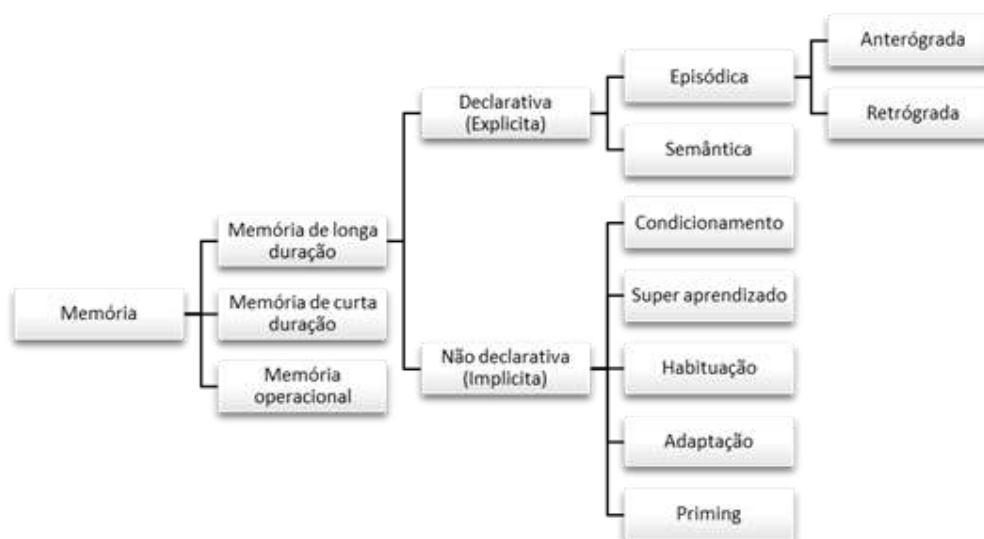 Memória
Memória de longa
duração
Memória de curta
duração
Memória
operacional
Declarativa
(Explicita)
Não declarativa
(Implicita)
Episódica
Semântica
Condicionamento
Super aprendizado
Habituação
Adaptação
Priming
Anterógrada
Retrógrada